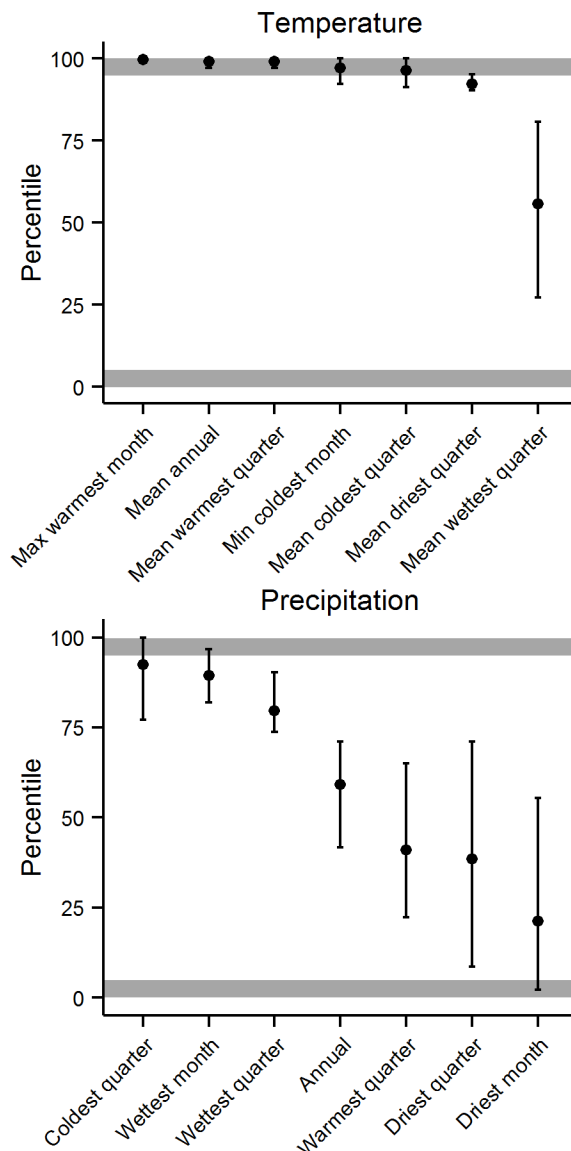 Temperature
Percentile
100
75
50
25
0
Max warmest month
Mean annual
Mean warmest quarter
Min coldest month
Mean coldest quarter
Mean driest quarter
Mean wettest quarter
Precipitation
Percentile
100
75
50
25
0
Coldest quarter
Wettest month
Wettest quarter
Annual
Warmest quarter
Driest quarter
Driest month